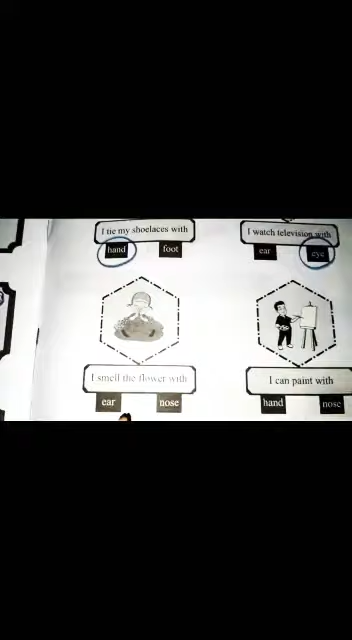 I tie my shoelaces with
hand foot
I watch television with
ear eye
I smell the flower with
ear nose
I can paint with
hand nose